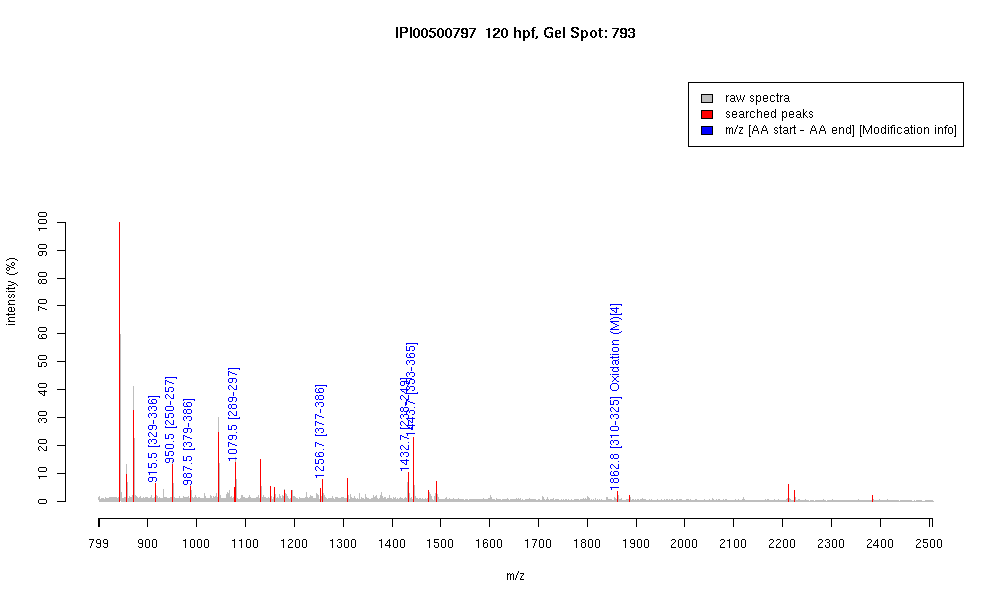 IPI00500797 120 hpf, Gel Spot: 793
raw spectra
searched peaks
m/z [AA start - AA end] [Modification info]
intensity (%)
100
90
80
70
60
50
40
30
20
10
0
915.5 [329-336]
950.5 [250-257]
987.5 [379-386]
1079.5 [289-297]
1256.7 [377-386]
1432.7 [238-249]
1443.7 [353-365]
1862.8 [310-325] Oxidation (M)[4]
799 900 1000 1100 1200 1300 1400 1500 1600 1700 1800 1900 2000 2100 2200 2300 2400 2500
m/z